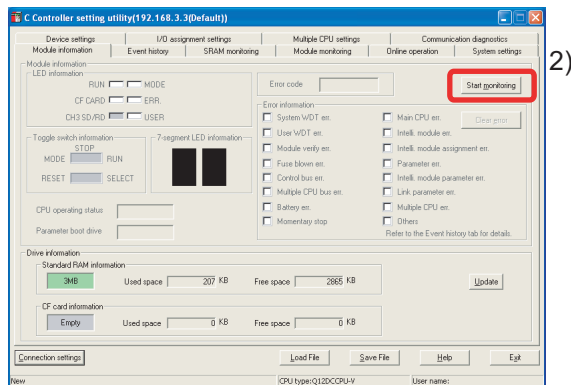 C Controller setting utility(192.168.3.3(Default))
Device settings I/O assignment settings Multiple CPU settings Communication diagnostics
Module information Event history SRAM monitoring Module monitoring Online operation System settings
2)
Module information
LED information
RUN MODE
CF CARD ERR.
CH3 SD/RD USER
Error code
Start monitoring
Error information
System WDT err. Main CPU err.
Clear error
User WDT err. Intelli. module err.
Module verify err. Intelli. module assignment err.
Fuse blown err. Parameter err.
Control bus err. Intelli. module parameter err.
Multiple CPU bus err. Link parameter err.
Battery err. Multiple CPU err.
Momentary stop Others
Refer to the Event history tab for details.
Toggle switch information
STOP
MODE RUN
RESET SELECT
7-segment LED information
CPU operating status
Parameter boot drive
Drive information
Standard RAM information
3MB Used space 207 KB Free space 2865 KB
Update
CF card information
Empty Used space 0 KB Free space 0 KB
Connection settings Load File Save File Help Exit
New CPU type:Q12DCCPU-V User name: